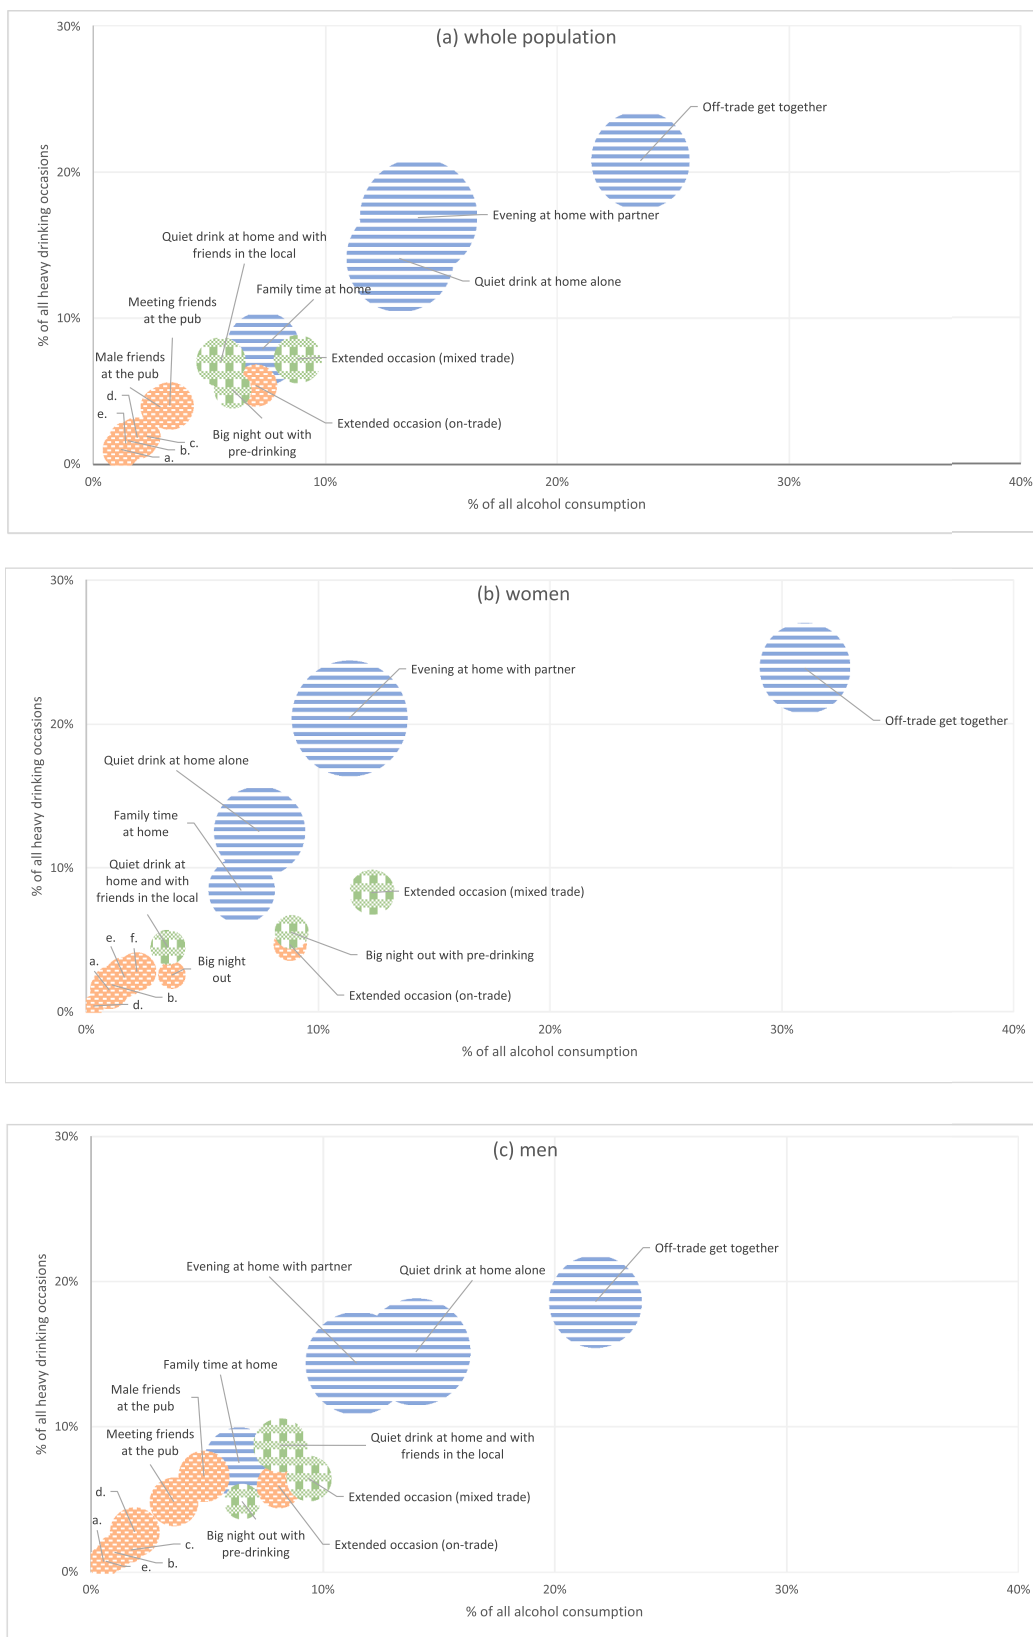 30%
(a) whole population
Off-trade get together
20%
Evening at home with partner
Quiet drink at home and with
friends in the local
Quiet drink at home alone
Family time at home
Meeting friends
at the pub
10%
Male friends
at the pub
Extended occasion (mixed trade)
d.
e.
Extended occasion (on-trade)
Big night out with
pre-drinking
c.
b.
a.
0%
0%
10%
20%
30%
40%
% of all alcohol consumption
% of all heavy drinking occasions
30%
(b) women
Evening at home with partner
Off-trade get together
20%
Quiet drink at home alone
Family time
at home
Quiet drink at
home and with
friends in the local
10%
Extended occasion (mixed trade)
e.
f.
Big night out with pre-drinking
a.
Big night
out
b.
d.
Extended occasion (on-trade)
0%
0%
10%
20%
30%
40%
% of all alcohol consumption
% of all heavy drinking occasions
30%
(c) men
Off-trade get together
Evening at home with partner
Quiet drink at home alone
20%
Family time at home
Male friends
at the pub
Meeting friends
at the pub
10%
Quiet drink at home and with
friends in the local
d.
Extended occasion (mixed trade)
a.
Big night out with
pre-drinking
Extended occasion (on-trade)
c.
b.
e.
0%
0%
10%
20%
30%
40%
% of all alcohol consumption
% of all heavy drinking occasions